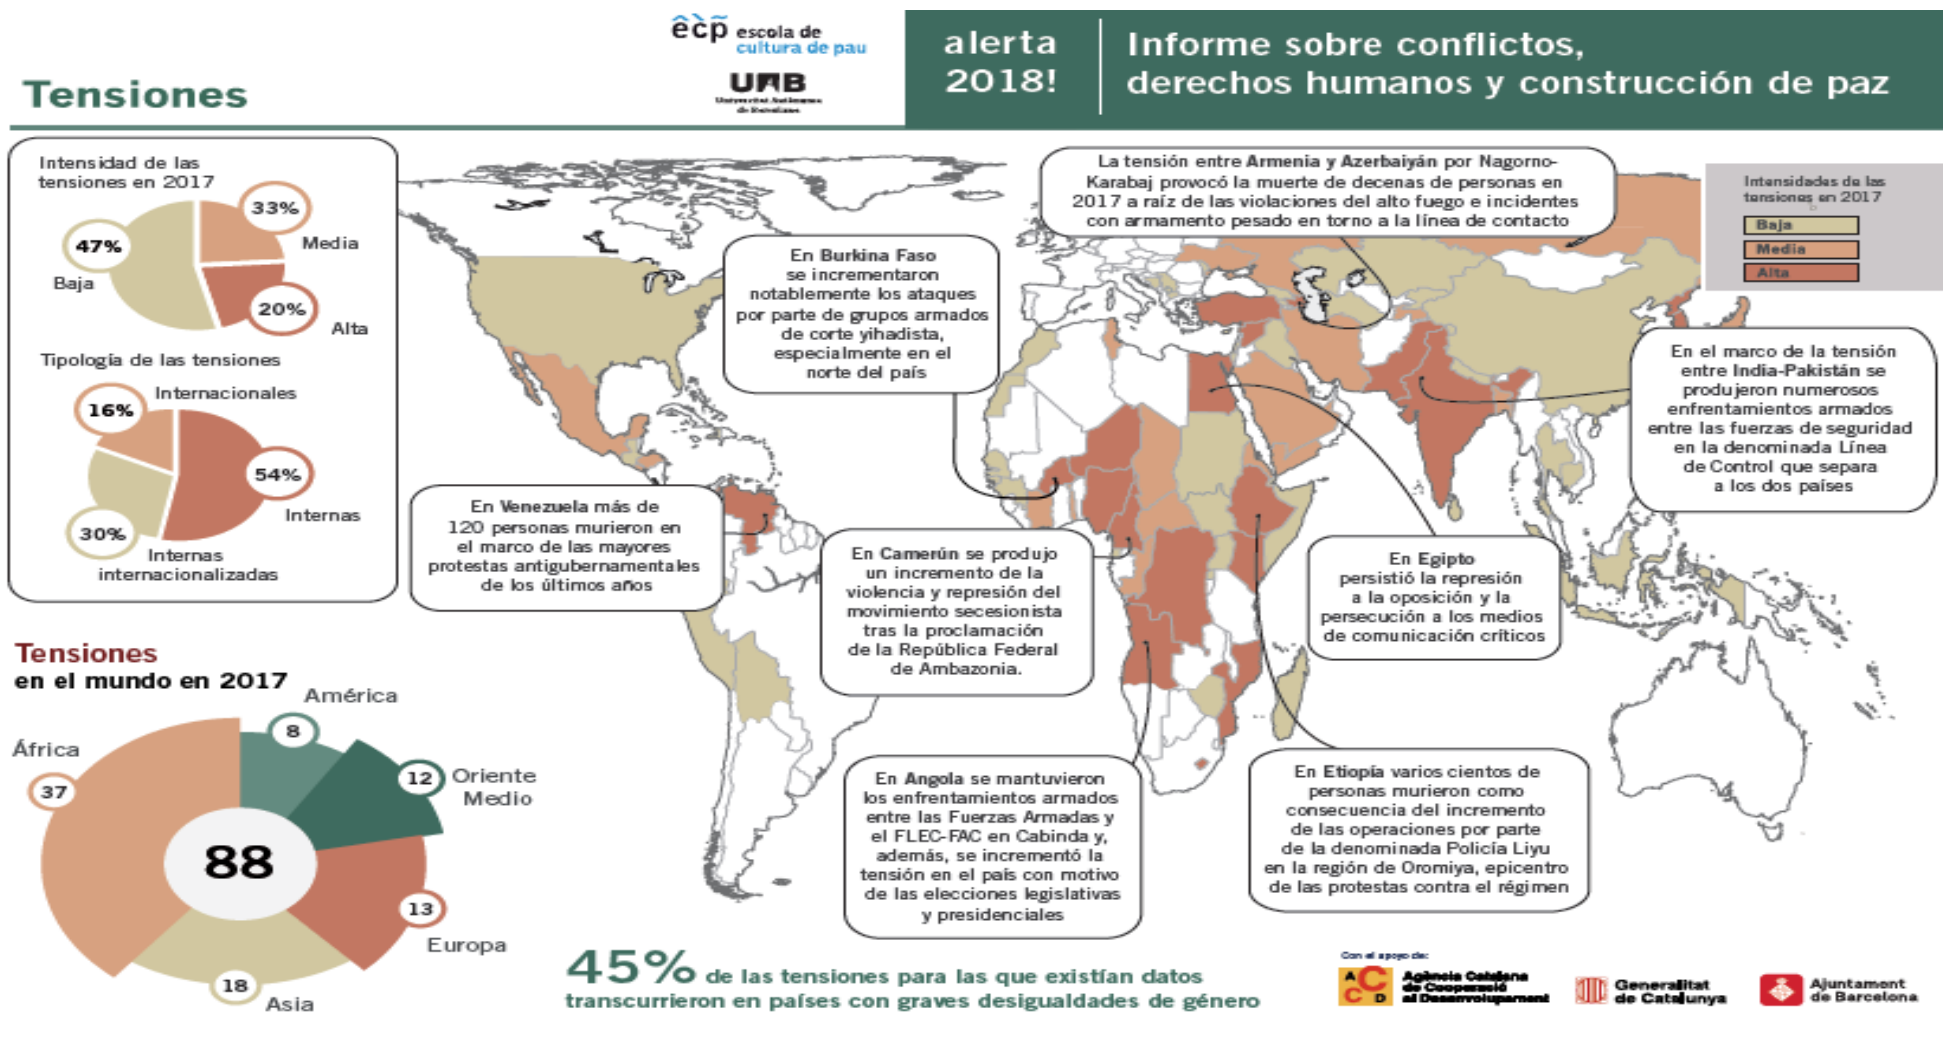 Tensiones
ecp escola de
cultura de pau
UAB
Universitat Autònoma
de Barcelona
alerta
2018!
Informe sobre conflictos,
derechos humanos y construcción de paz
Intensidad de las
tensiones en 2017
33%
Media
47%
Baja
20%
Alta
Tipología de las tensiones
Internacionales
16%
54%
Internas
30%
Internas
internacionalizadas
Tensiones
en el mundo en 2017
América
8
África
37
12
Oriente
Medio
88
13
Europa
18
Asia
En Burkina Faso
se incrementaron
notablemente los ataques
por parte de grupos armados
de corte yihadista,
especialmente en el
norte del país
La tensión entre Armenia y Azerbaiyán por Nagorno-
Karabaj provocó la muerte de decenas de personas en
2017 a raíz de las violaciones del alto fuego e incidentes
con armamento pesado en torno a la línea de contacto
Intensidades de las
tensiones en 2017
Baja
Media
Alta
En el marco de la tensión
entre India-Pakistán se
produjeron numerosos
enfrentamientos armados
entre las fuerzas de seguridad
en la denominada Línea
de Control que separa
a los dos países
En Venezuela más de
120 personas murieron en
el marco de las mayores
protestas antigubernamentales
de los últimos años
En Camerún se produjo
un incremento de la
violencia y represión del
movimiento secesionista
tras la proclamación
de la República Federal
de Ambazonia.
En Egipto
persistió la represión
a la oposición y la
persecución a los medios
de comunicación críticos
En Angola se mantuvieron
los enfrentamientos armados
entre las Fuerzas Armadas y
el FLEC-FAC en Cabinda y,
además, se incrementó la
tensión en el país con motivo
de las elecciones legislativas
y presidenciales
En Etiopía varios cientos de
personas murieron como
consecuencia del incremento
de las operaciones por parte
de la denominada Policía Liyu
en la región de Oromiya, epicentro
de las protestas contra el régimen
45% de las tensiones para las que existían datos
transcurrieron en países con graves desigualdades de género
Con el apoyo de:
ACCD
Agència Catalana
de Cooperació
al Desenvolupament
Generalitat
de Catalunya
Ajuntament
de Barcelona